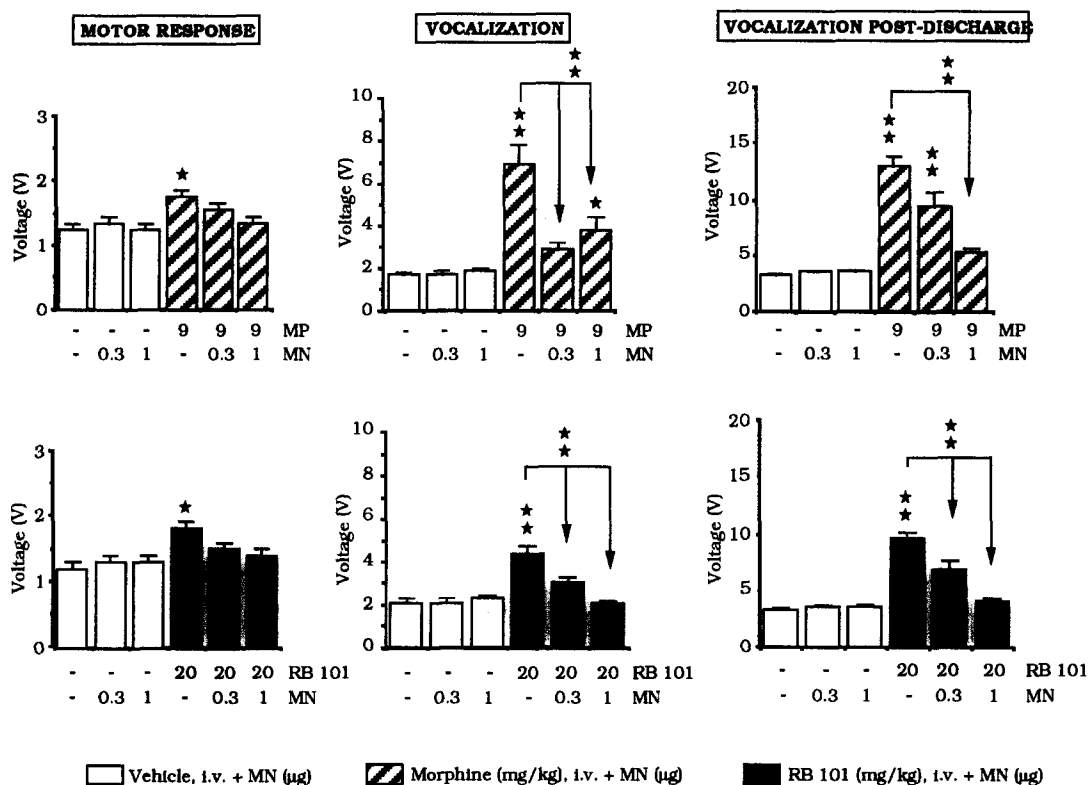 MOTOR RESPONSE
VOCALIZATION
VOCALIZATION POST-DISCHARGE
Voltage (V)
3
2
1
0
- - - 9 9 9 MP
- 0.3 1 - 0.3 1 MN
Voltage (V)
10
8
6
4
2
0
- - - 9 9 9 MP
- 0.3 1 - 0.3 1 MN
Voltage (V)
20
15
10
5
0
- - - 9 9 9 MP
- 0.3 1 - 0.3 1 MN
Voltage (V)
3
2
1
0
- - - 20 20 20 RB 101
- 0.3 1 - 0.3 1 MN
Voltage (V)
10
8
6
4
2
0
- - - 20 20 20 RB 101
- 0.3 1 - 0.3 1 MN
Voltage (V)
20
15
10
5
0
- - - 20 20 20 RB 101
- 0.3 1 - 0.3 1 MN
Vehicle, i.v. + MN (µg)
Morphine (mg/kg), i.v. + MN (µg)
RB 101 (mg/kg), i.v. + MN (µg)